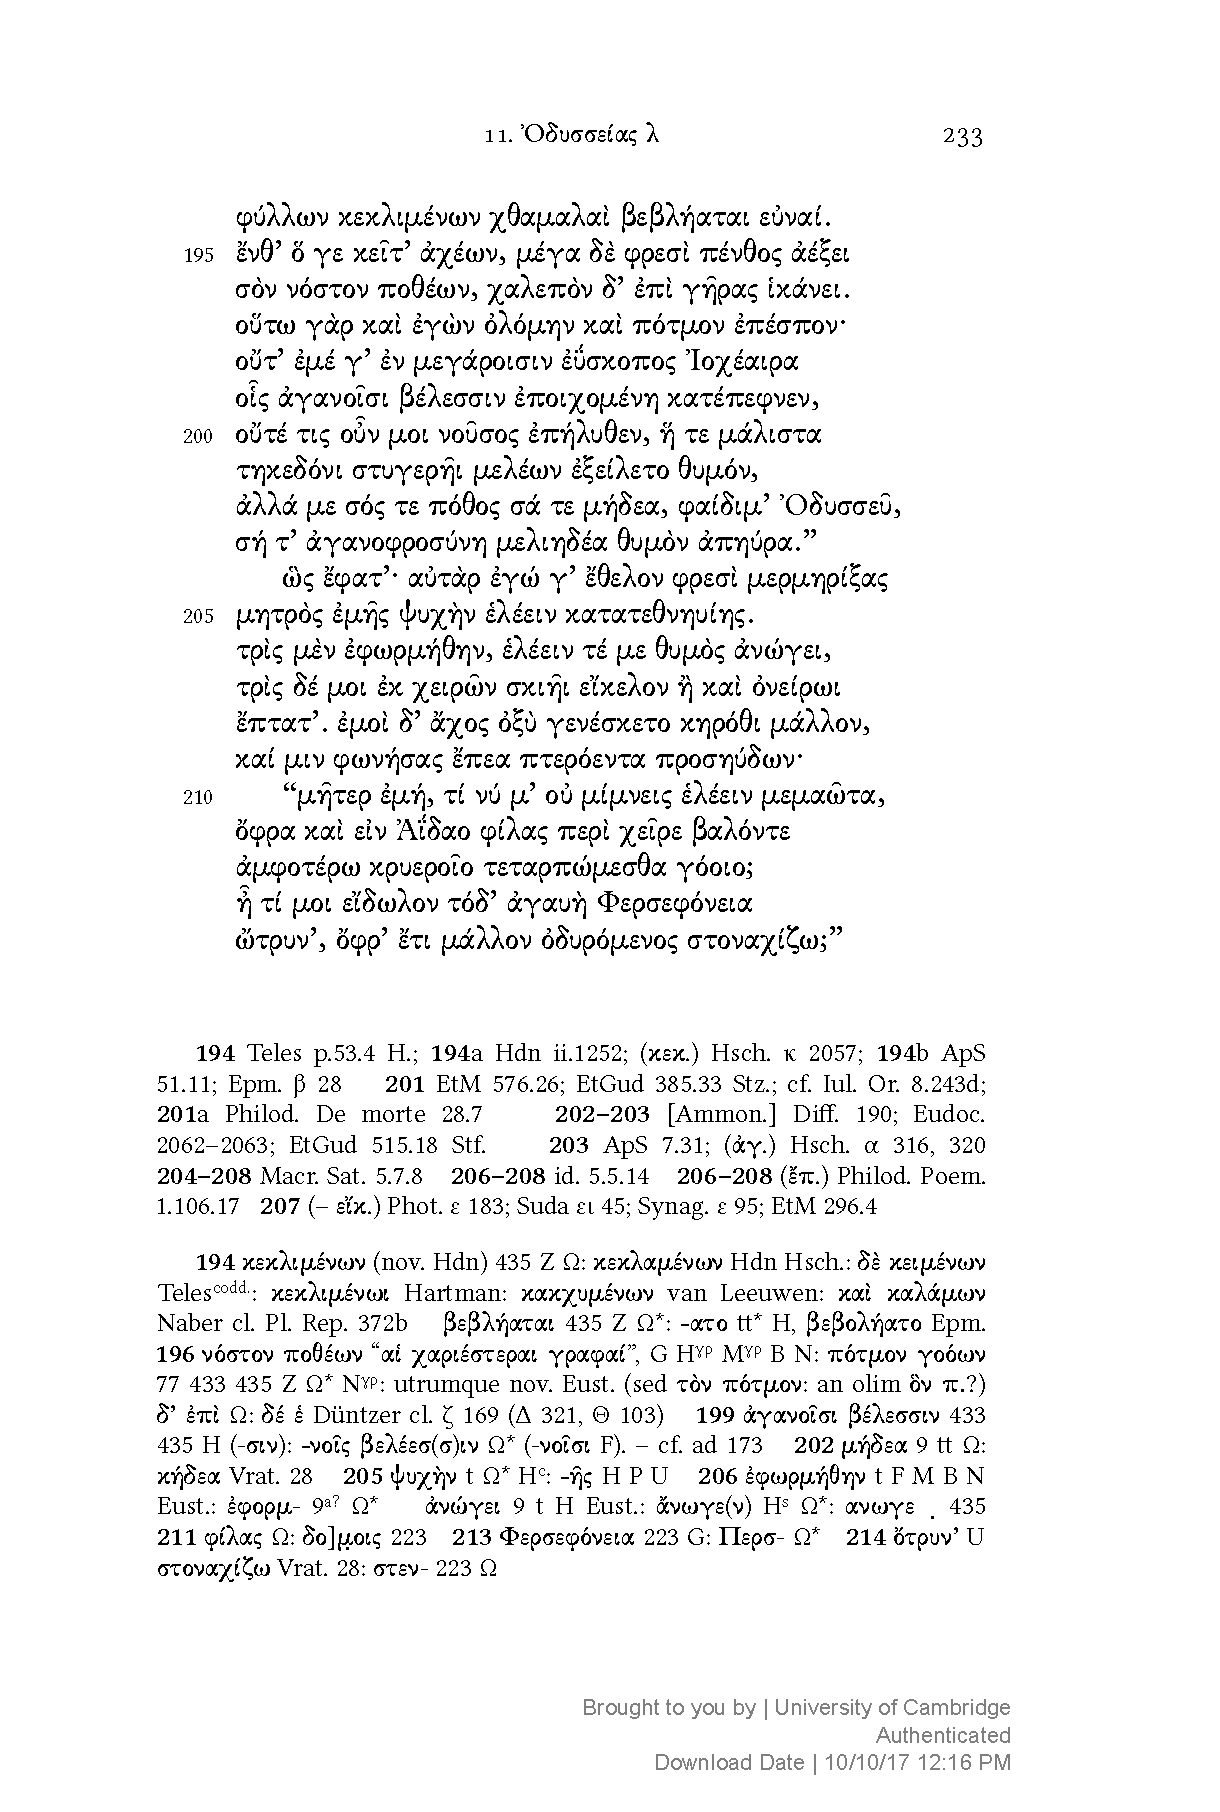 11. Ὀδυσσείας λ 233
φύλλων κεκλιμένων χθαμαλαὶ βεβλήαται εὐναί.
195 ἔνθ’ ὅ γε κεῖτ’ ἀχέων, μέγα δὲ φρεσὶ πένθος ἀέξει
σὸν νόστον ποθέων, χαλεπὸν δ’ ἐπὶ γῆρας ἱκάνει.
οὕτω γὰρ καὶ ἐγὼν ὀλόμην καὶ πότμον ἐπέσπον·
οὔτ’ ἐμέ γ’ ἐν μεγάροισιν ἐΰσκοπος Ἰοχέαιρα
οἷς ἀγανοῖσι βέλεσσιν ἐποιχομένη κατέπεφνεν,
200 οὔτέ τις οὖν μοι νοῦσος ἐπήλυθεν, ἥ τε μάλιστα
τηκεδόνι στυγερῆι μελέων ἐξείλετο θυμόν,
ἀλλά με σός τε πόθος σά τε μήδεα, φαίδιμ’ Ὀδυσσεῦ,
σή τ’ ἀγανοφροσύνη μελιηδέα θυμὸν ἀπηύρα.”
ὣς ἔφατ’· αὐτὰρ ἐγώ γ’ ἔθελον φρεσὶ μερμηρίξας
205 μητρὸς ἐμῆς ψυχὴν ἑλέειν κατατεθνηυίης.
τρὶς μὲν ἐφωρμήθην, ἑλέειν τέ με θυμὸς ἀνώγει,
τρὶς δέ μοι ἐκ χειρῶν σκιῆι εἴκελον ἢ καὶ ὀνείρωι
ἔπτατ’. ἐμοὶ δ’ ἄχος ὀξὺ γενέσκετο κηρόθι μάλλον,
καί μιν φωνήσας ἔπεα πτερόεντα προσηύδων·
210 “μῆτερ ἐμή, τί νύ μ’ οὐ μίμνεις ἑλέειν μεμαῶτα,
ὄφρα καὶ εἰν Ἀΐδαο φίλας περὶ χεῖρε βαλόντε
ἀμφοτέρω κρυεροῖο τεταρπώμεσθα γόοιο;
ἦ τί μοι εἴδωλον τόδ’ ἀγαυὴ Φερσεφόνεια
ὤτρυν’, ὄφρ’ ἔτι μάλλον ὀδυρόμενος στοναχίζω;”
194 Teles p.53.4 H.; 194a Hdn ii.1252; (κεκ.) Hsch. κ 2057; 194b ApS
51.11; Epm. β 28 201 EtM 576.26; EtGud 385.33 Stz.; cf. Iul. Or. 8.243d;
201a Philod. De morte 28.7 202–203 [Ammon.] Diff. 190; Eudoc.
2062–2063; EtGud 515.18 Stf. 203 ApS 7.31; (ἀγ.) Hsch. α 316, 320
204–208 Macr. Sat. 5.7.8 206–208 id. 5.5.14 206–208 (ἔπ.) Philod. Poem.
1.106.17 207 (– εἴκ.) Phot. ε 183; Suda ει 45; Synag. ε 95; EtM 296.4
194 κεκλιμένων (nov. Hdn) 435 Z Ω: κεκλαμένων Hdn Hsch.: δὲ κειμένων
Telescodd.: κεκλιμένωι Hartman: κακχυμένων van Leeuwen: καὶ καλάμων
Naber cl. Pl. Rep. 372b βεβλήαται 435 Z Ω*: -ατο tt* H, βεβολήατο Epm.
196 νόστον ποθέων “αἱ χαριέστεραι γραφαί”, G Hγρ Mγρ B N: πότμον γοόων
77 433 435 Z Ω* Nγρ: utrumque nov. Eust. (sed τὸν πότμον: an olim ὃν π.?)
δ’ ἐπὶ Ω: δέ ἑ Düntzer cl. ζ 169 (Δ 321, Θ 103) 199 ἀγανοῖσι βέλεσσιν 433
435 H (-σιν): -νοῖς βελέεσ(σ)ιν Ω* (-νοῖσι F). – cf. ad 173 202 μήδεα 9 tt Ω:
κήδεα Vrat. 28 205 ψυχὴν t Ω* Hc: -ῆς H P U 206 ἐφωρμήθην t F M B N
Eust.: ἐφορμ- 9a? Ω* ἀνώγει 9 t H Eust.: ἄνωγε(ν) Hs Ω*: ανωγε ̣ 435
211 φίλας Ω: δο]μ̣οις 223 213 Φερσεφόνεια 223 G: Περσ- Ω* 214 ὄτρυν’ U
στοναχίζω Vrat. 28: στεν- 223 Ω
Brought to you by | University of Cambridge
Authenticated
Download Date | 10/10/17 12:16 PM